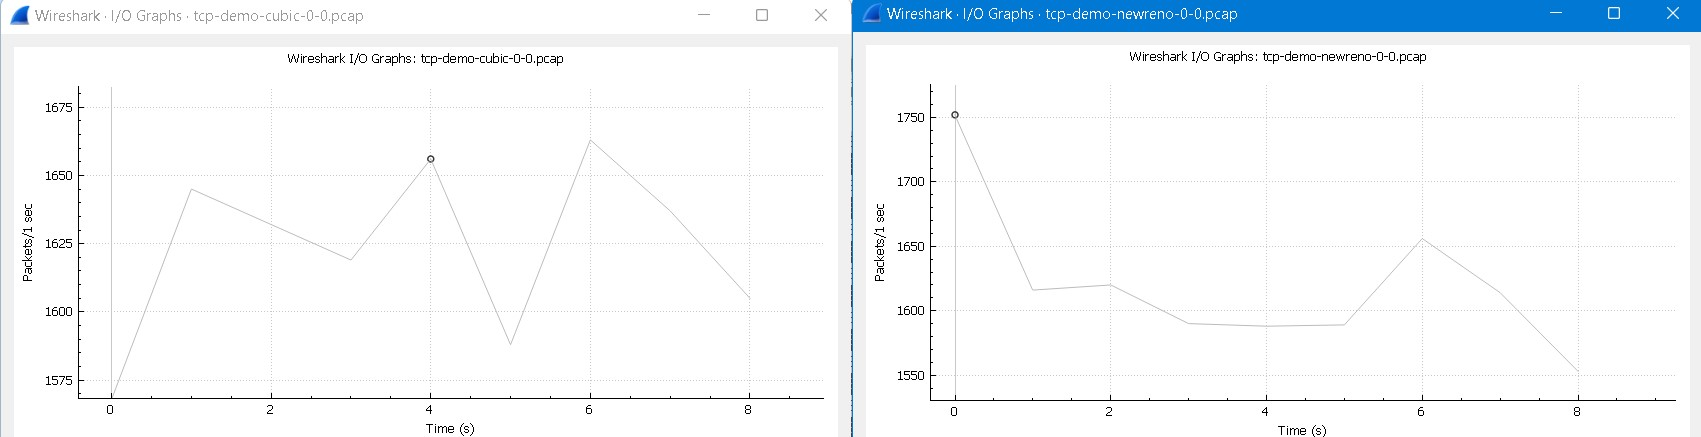 Wireshark · I/O Graphs · tcp-demo-cubic-0-0.pcap
Wireshark I/O Graphs: tcp-demo-cubic-0-0.pcap
1675
1650
1625
1600
1575
Packets/1 sec
0 2 4 6 8
Time (s)
Wireshark · I/O Graphs · tcp-demo-newreno-0-0.pcap
Wireshark I/O Graphs: tcp-demo-newreno-0-0.pcap
1750
1700
1650
1600
1550
Packets/1 sec
0 2 4 6 8
Time (s)